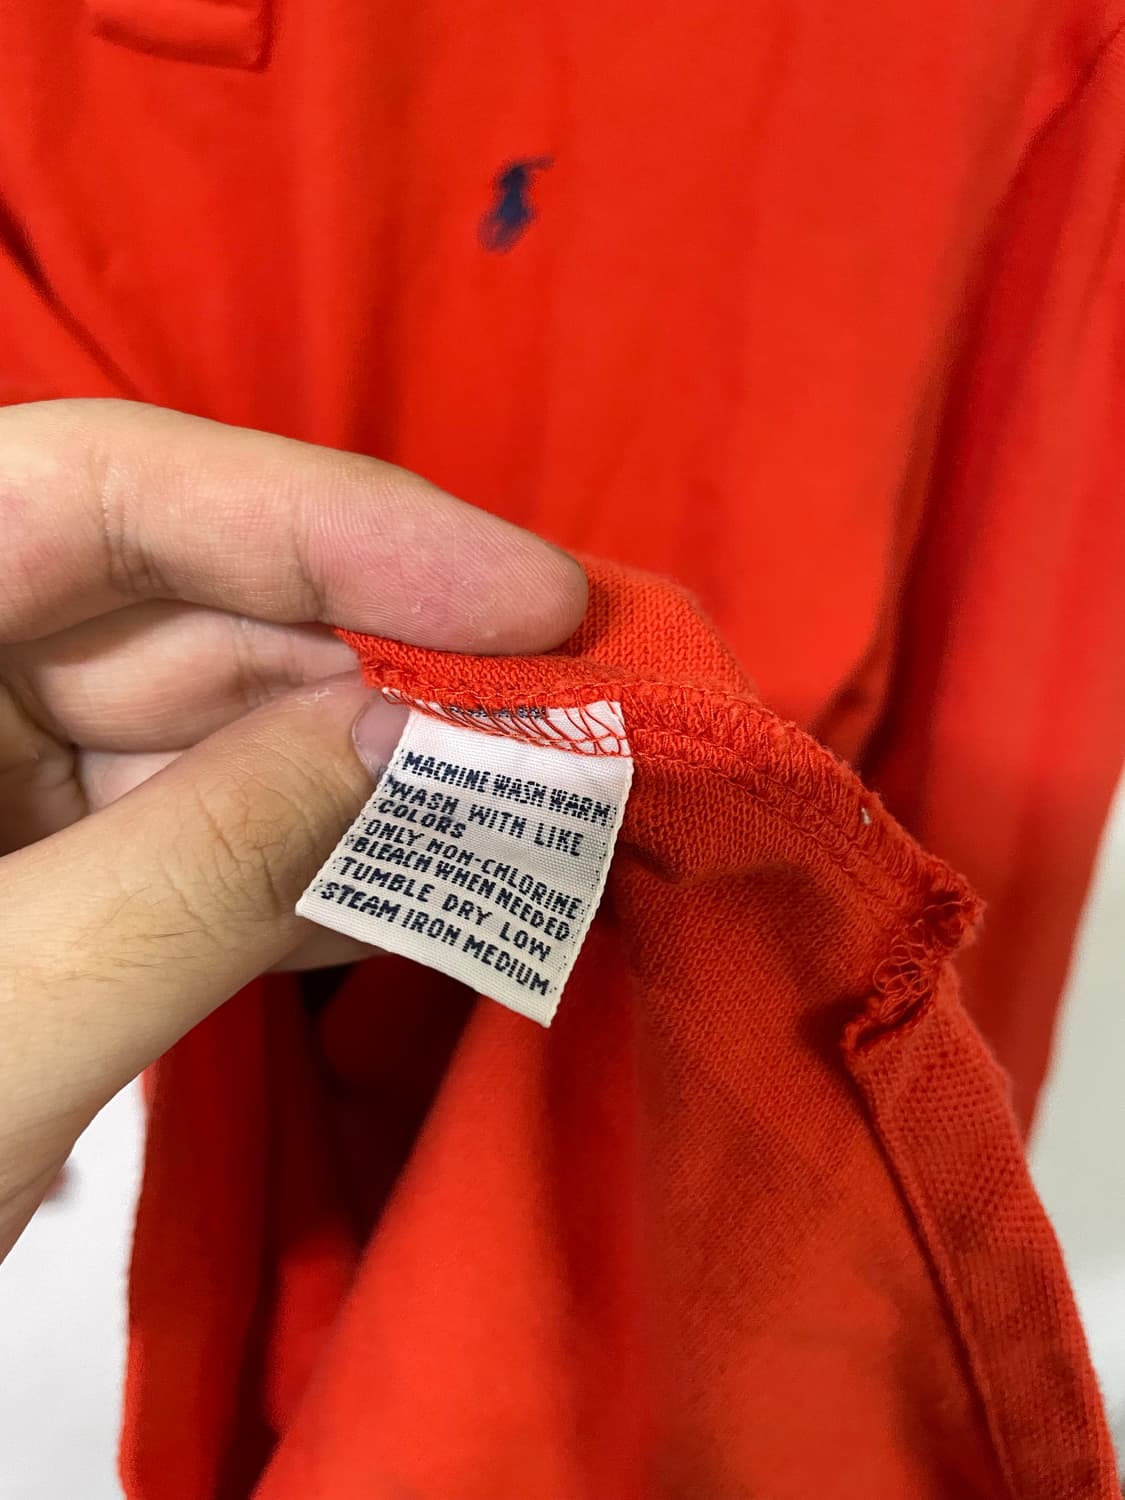 MACHINE WASH WARM
WASH WITH LIKE
COLORS
ONLY NON-CHLORINE
BLEACH WHEN NEEDED
TUMBLE DRY LOW
STEAM IRON MEDIUM